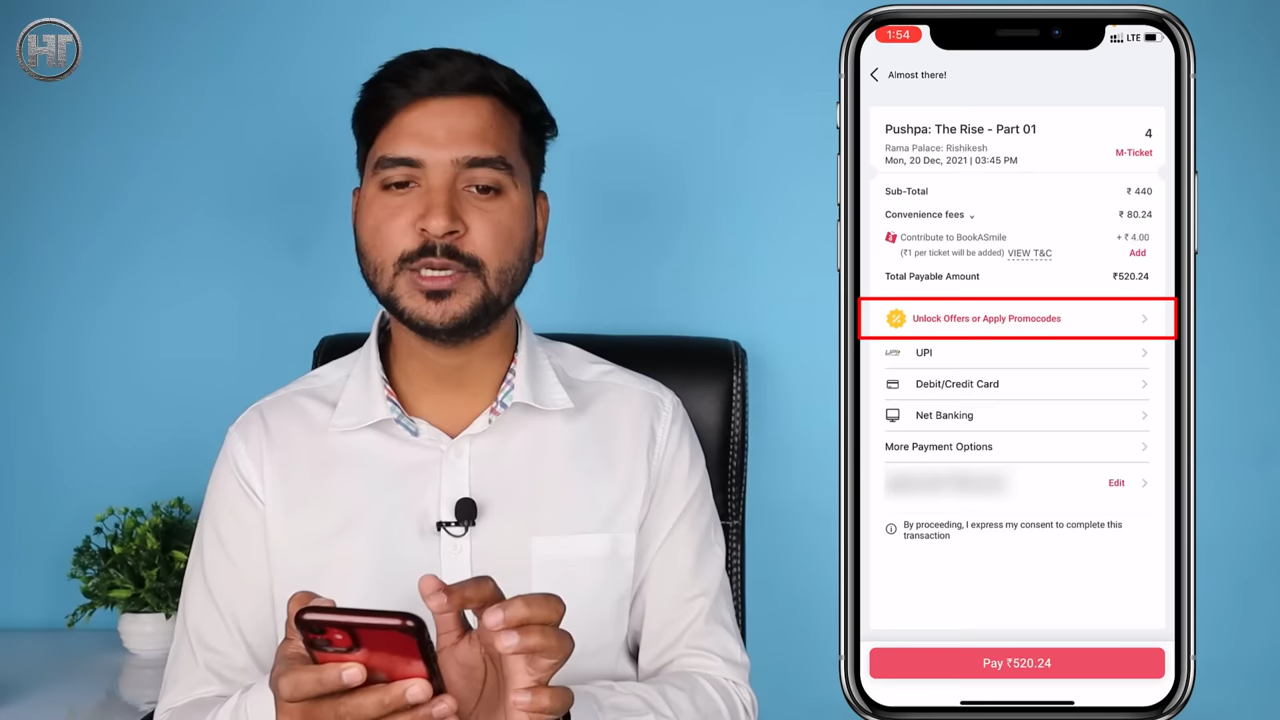 HT
1:54
LTE
Almost there!
Pushpa: The Rise - Part 01
4
Rama Palace: Rishikesh
M-Ticket
Mon, 20 Dec, 2021 | 03:45 PM
Sub-Total
₹ 440
Convenience fees
₹ 80.24
Contribute to BookASmile
+ ₹ 4.00
(₹1 per ticket will be added) VIEW T&C
Add
Total Payable Amount
₹520.24
Unlock Offers or Apply Promocodes
UPI
UPI
Debit/Credit Card
Net Banking
More Payment Options
Edit
By proceeding, I express my consent to complete this
transaction
Pay ₹520.24